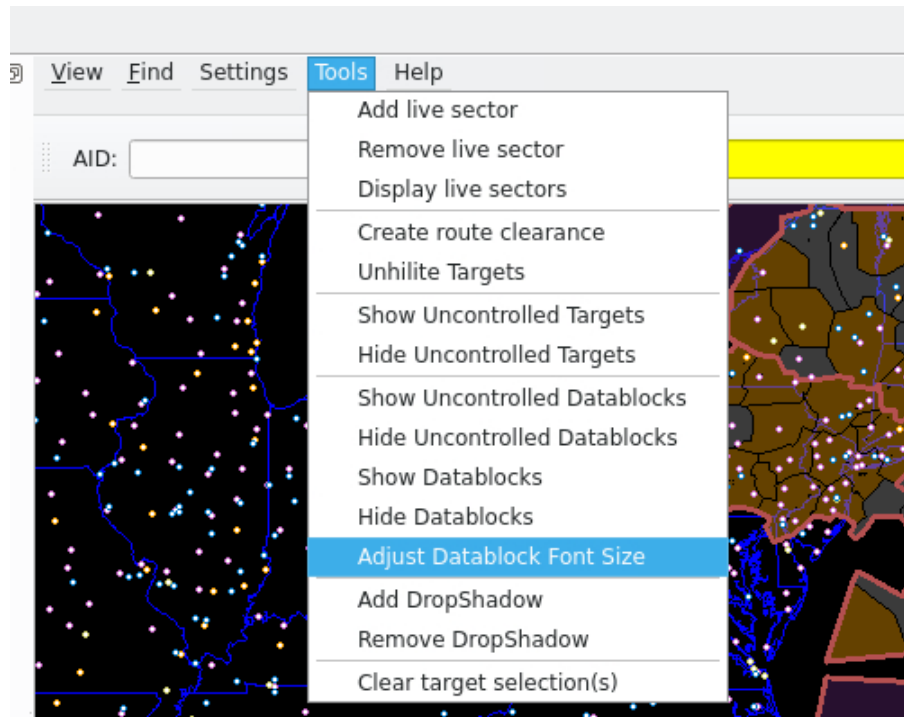 View Find Settings Tools Help
Add live sector
AID:
Remove live sector
Display live sectors
Create route clearance
Unhilite Targets
Show Uncontrolled Targets
Hide Uncontrolled Targets
Show Uncontrolled Datablocks
Hide Uncontrolled Datablocks
Show Datablocks
Hide Datablocks
Adjust Datablock Font Size
Add DropShadow
Remove DropShadow
Clear target selection(s)